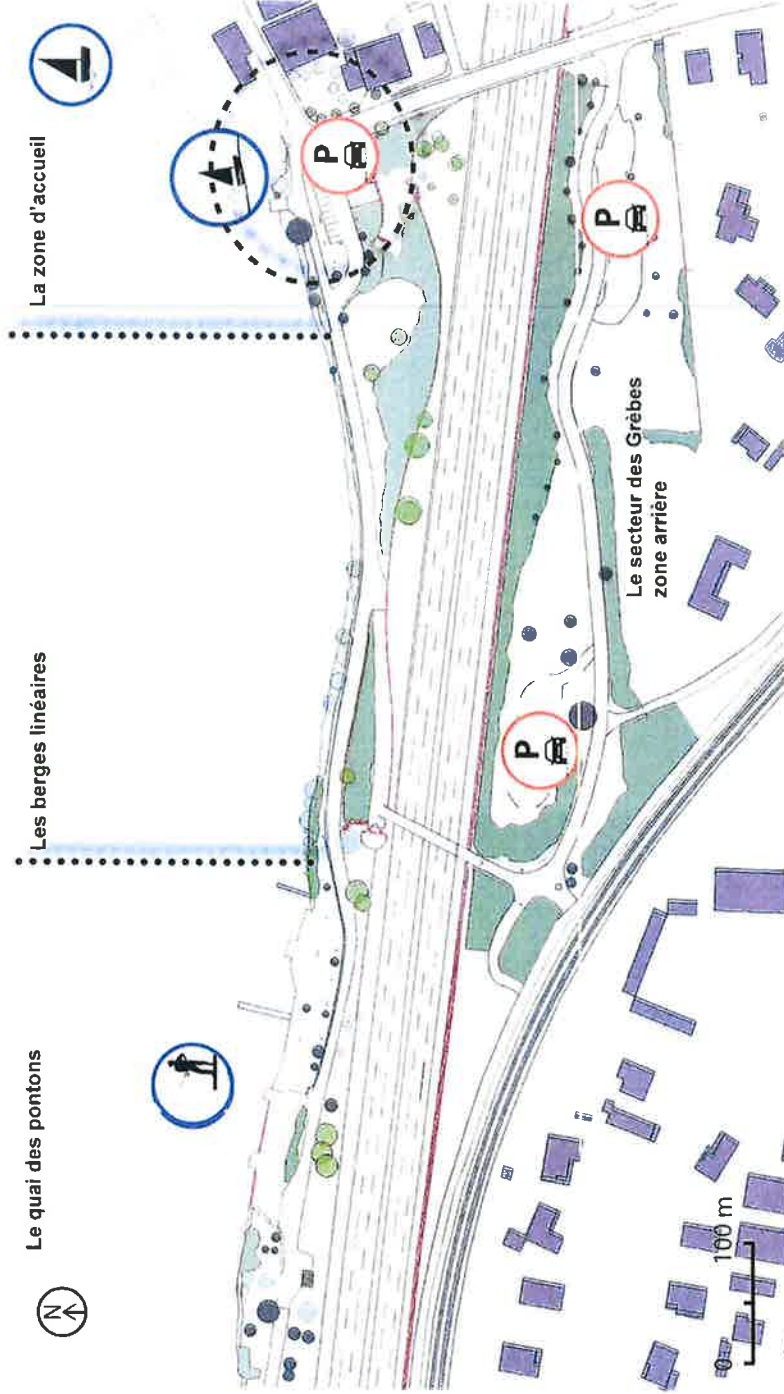 Le quai des pontons
Les berges linéaires
La zone d'accueil
N
P
P
P
Le secteur des Grèbes
zone arrière
0
100 m